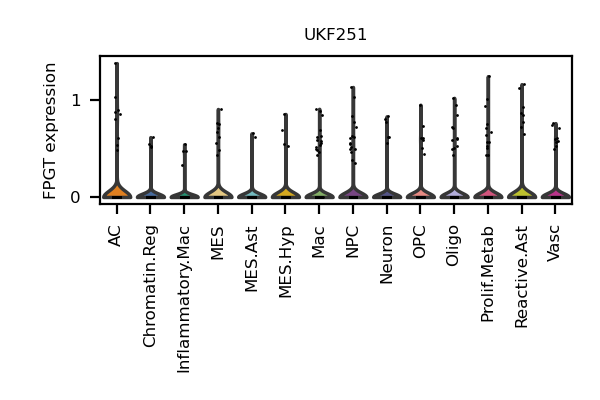 UKF251
FPGT expression
1
0
AC
Chromatin.Reg
Inflammatory.Mac
MES
MES.Ast
MES.Hyp
Mac
NPC
Neuron
OPC
Oligo
Prolif.Metab
Reactive.Ast
Vasc